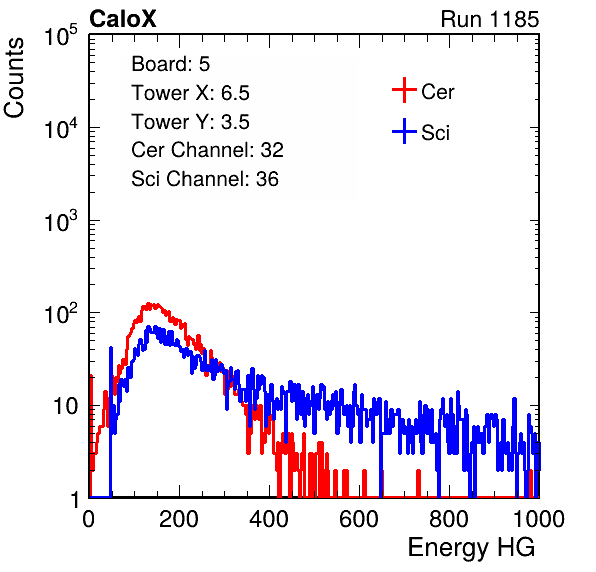 CaloX Run 1185
Counts
Board: 5
Tower X: 6.5
Tower Y: 3.5
Cer Channel: 32
Sci Channel: 36
Cer
Sci
10^5
10^4
10^3
10^2
10
1
0 200 400 600 800 1000
Energy HG